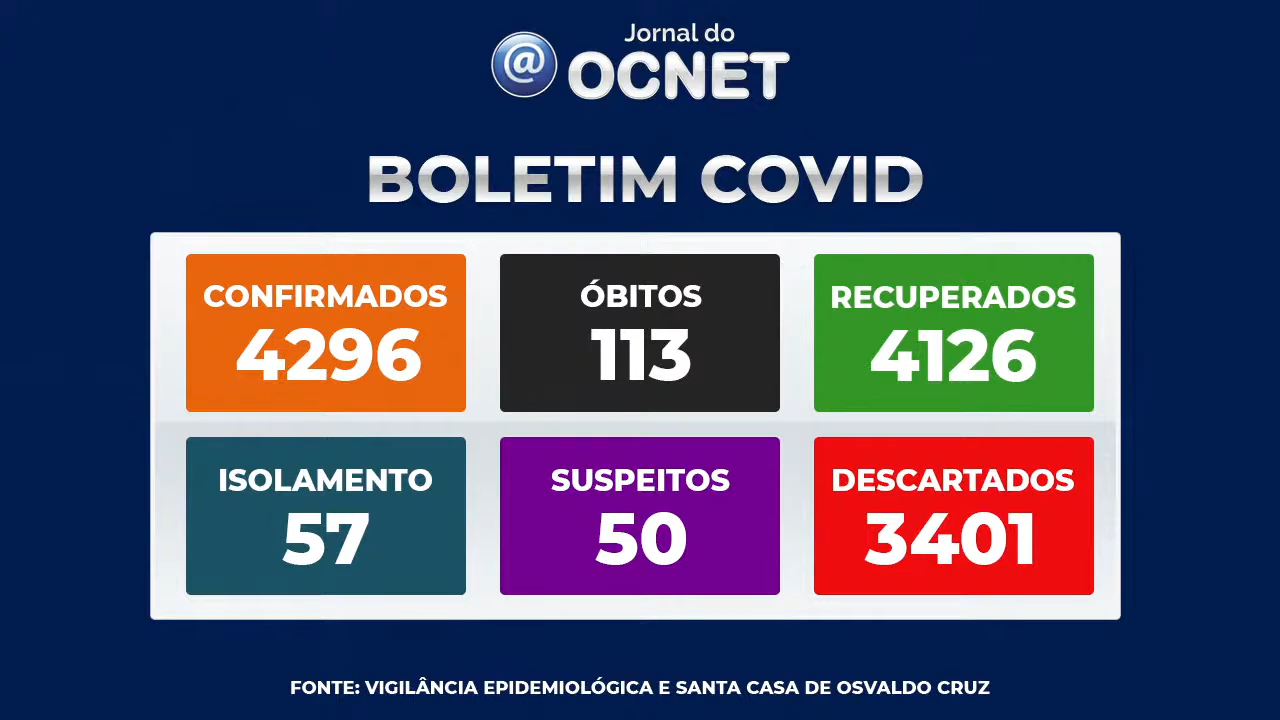 Jornal do
@ OCNET
BOLETIM COVID
CONFIRMADOS
4296
ÓBITOS
113
RECUPERADOS
4126
ISOLAMENTO
57
SUSPEITOS
50
DESCARTADOS
3401
FONTE: VIGILÂNCIA EPIDEMIOLÓGICA E SANTA CASA DE OSVALDO CRUZ